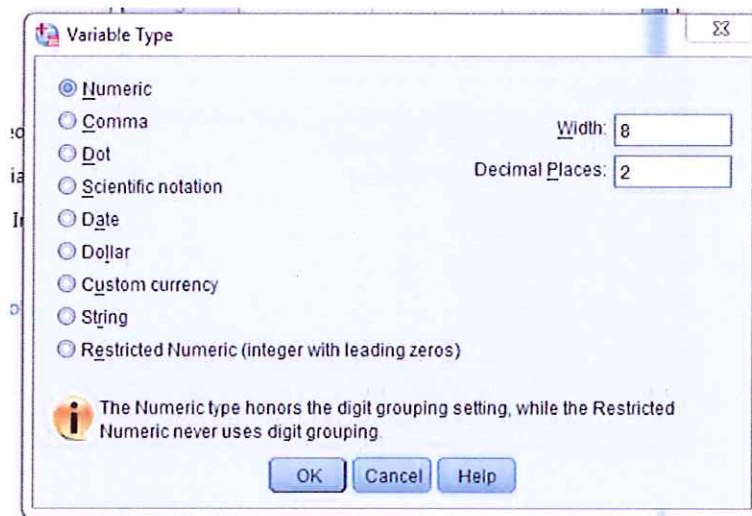 Variable Type
Numeric
Comma
Width: 8
Dot
Decimal Places: 2
Scientific notation
Date
Dollar
Custom currency
String
Restricted Numeric (integer with leading zeros)
The Numeric type honors the digit grouping setting, while the Restricted
Numeric never uses digit grouping.
OK Cancel Help